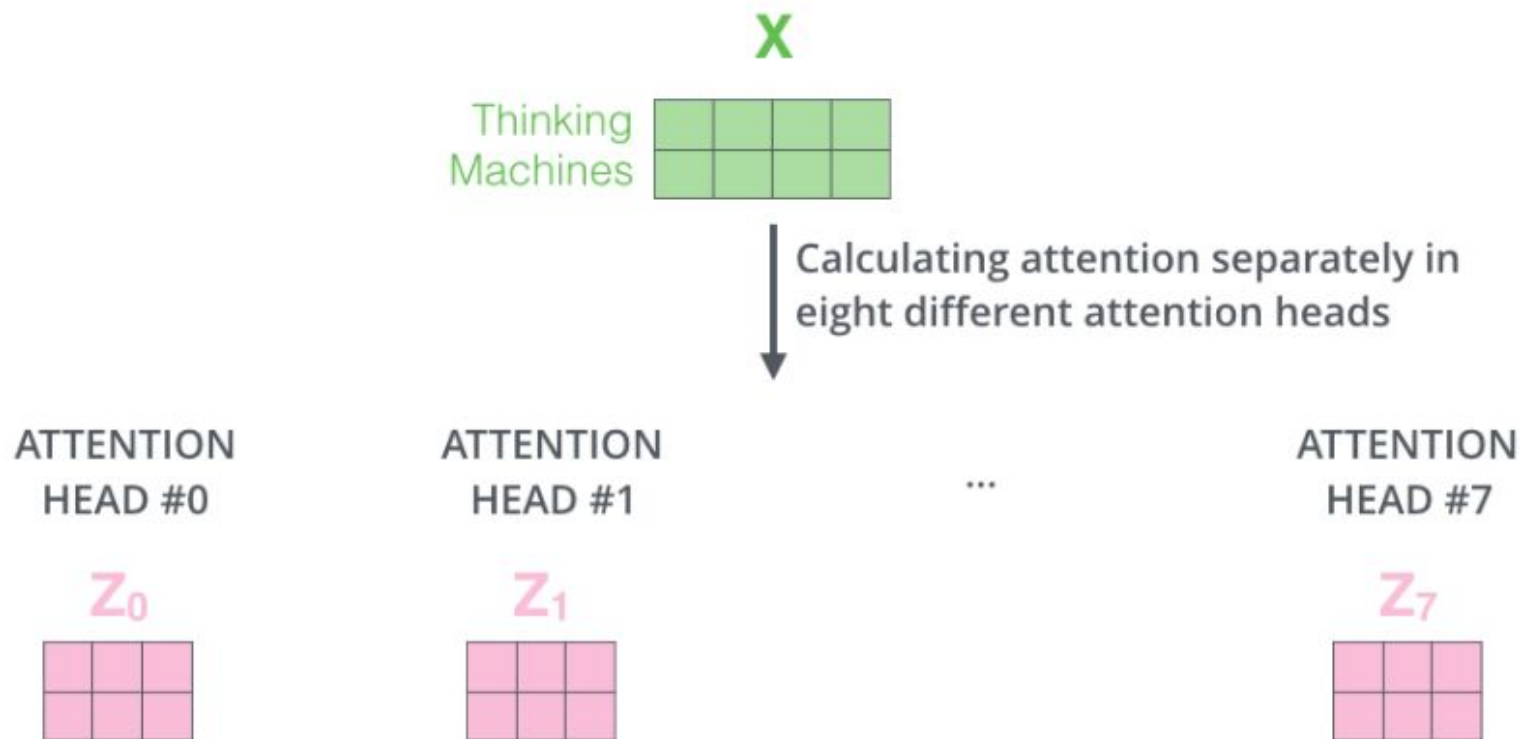 X
Thinking
Machines
Calculating attention separately in
eight different attention heads
ATTENTION
HEAD #0
ATTENTION
HEAD #1
...
ATTENTION
HEAD #7
Z0
Z1
Z7